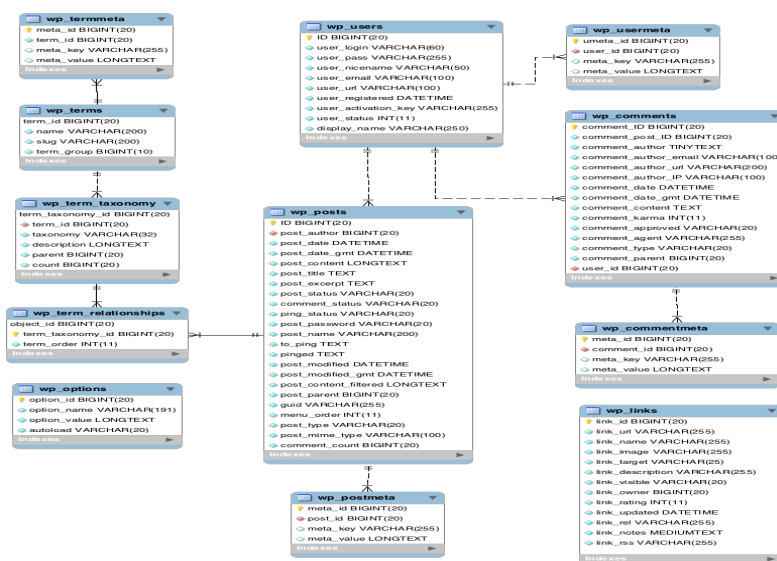 wp_termmeta
meta_id BIGINT(20)
term_id BIGINT(20)
meta_key VARCHAR(255)
meta_value LONGTEXT
Indexes
wp_terms
term_id BIGINT(20)
name VARCHAR(200)
slug VARCHAR(200)
term_group BIGINT(10)
Indexes
wp_term_taxonomy
term_taxonomy_id BIGINT(20)
term_id BIGINT(20)
taxonomy VARCHAR(32)
description LONGTEXT
parent BIGINT(20)
count BIGINT(20)
Indexes
wp_term_relationships
object_id BIGINT(20)
term_taxonomy_id BIGINT(20)
term_order INT(11)
Indexes
wp_options
option_id BIGINT(20)
option_name VARCHAR(191)
option_value LONGTEXT
autoload VARCHAR(20)
Indexes
wp_users
ID BIGINT(20)
user_login VARCHAR(60)
user_pass VARCHAR(255)
user_nicename VARCHAR(50)
user_email VARCHAR(100)
user_url VARCHAR(100)
user_registered DATETIME
user_activation_key VARCHAR(255)
user_status INT(11)
display_name VARCHAR(250)
Indexes
wp_posts
ID BIGINT(20)
post_author BIGINT(20)
post_date DATETIME
post_date_gmt DATETIME
post_content LONGTEXT
post_title TEXT
post_excerpt TEXT
post_status VARCHAR(20)
comment_status VARCHAR(20)
ping_status VARCHAR(20)
post_password VARCHAR(20)
post_name VARCHAR(200)
to_ping TEXT
pinged TEXT
post_modified DATETIME
post_modified_gmt DATETIME
post_content_filtered LONGTEXT
post_parent BIGINT(20)
guid VARCHAR(255)
menu_order INT(11)
post_type VARCHAR(20)
post_mime_type VARCHAR(100)
comment_count BIGINT(20)
Indexes
wp_postmeta
meta_id BIGINT(20)
post_id BIGINT(20)
meta_key VARCHAR(255)
meta_value LONGTEXT
Indexes
wp_usermeta
umeta_id BIGINT(20)
user_id BIGINT(20)
meta_key VARCHAR(255)
meta_value LONGTEXT
Indexes
wp_comments
comment_ID BIGINT(20)
comment_post_ID BIGINT(20)
comment_author TINYTEXT
comment_author_email VARCHAR(100
comment_author_url VARCHAR(200)
comment_author_IP VARCHAR(100)
comment_date DATETIME
comment_date_gmt DATETIME
comment_content TEXT
comment_karma INT(11)
comment_approved VARCHAR(20)
comment_agent VARCHAR(255)
comment_type VARCHAR(20)
comment_parent BIGINT(20)
user_id BIGINT(20)
Indexes
wp_commentmeta
meta_id BIGINT(20)
comment_id BIGINT(20)
meta_key VARCHAR(255)
meta_value LONGTEXT
Indexes
wp_links
link_id BIGINT(20)
link_url VARCHAR(255)
link_name VARCHAR(255)
link_image VARCHAR(255)
link_target VARCHAR(25)
link_description VARCHAR(255)
link_visible VARCHAR(20)
link_owner BIGINT(20)
link_rating INT(11)
link_updated DATETIME
link_rel VARCHAR(255)
link_notes MEDIUMTEXT
link_rss VARCHAR(255)
Indexes